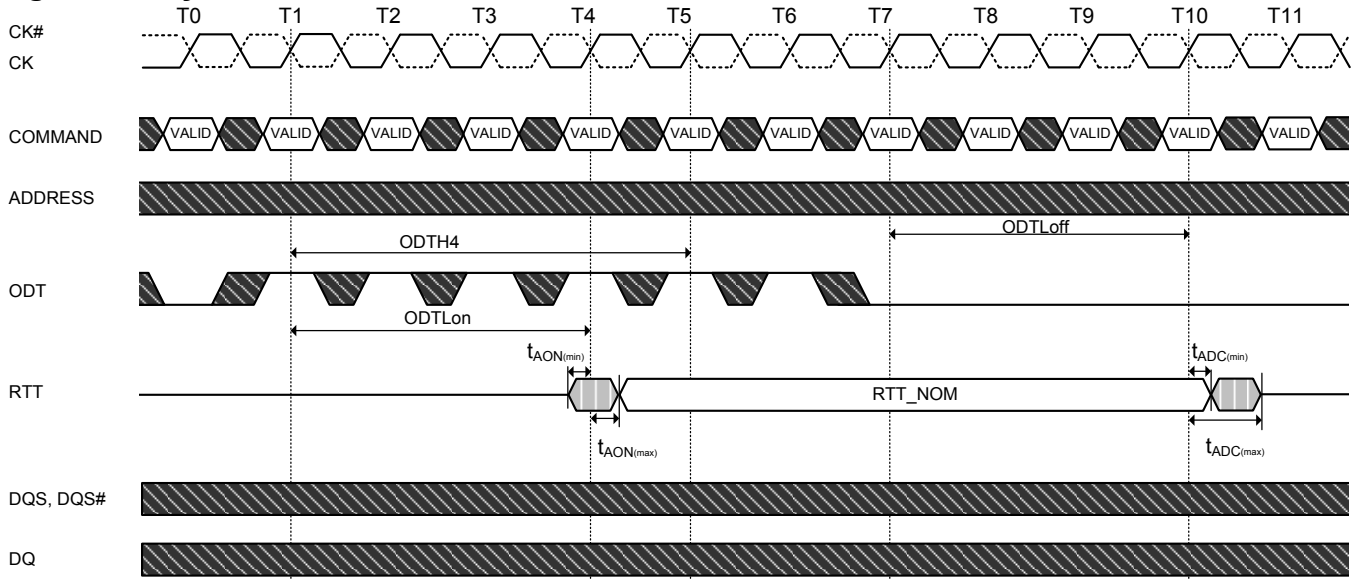 T0 T1 T2 T3 T4 T5 T6 T7 T8 T9 T10 T11
CK#
CK
COMMAND VALID VALID VALID VALID VALID VALID VALID VALID VALID VALID VALID VALID
ADDRESS
ODTH4 ODTLoff
ODT
ODTLon
tAON(min) tADC(min)
RTT RTT_NOM
tAON(max) tADC(max)
DQS, DQS#
DQ